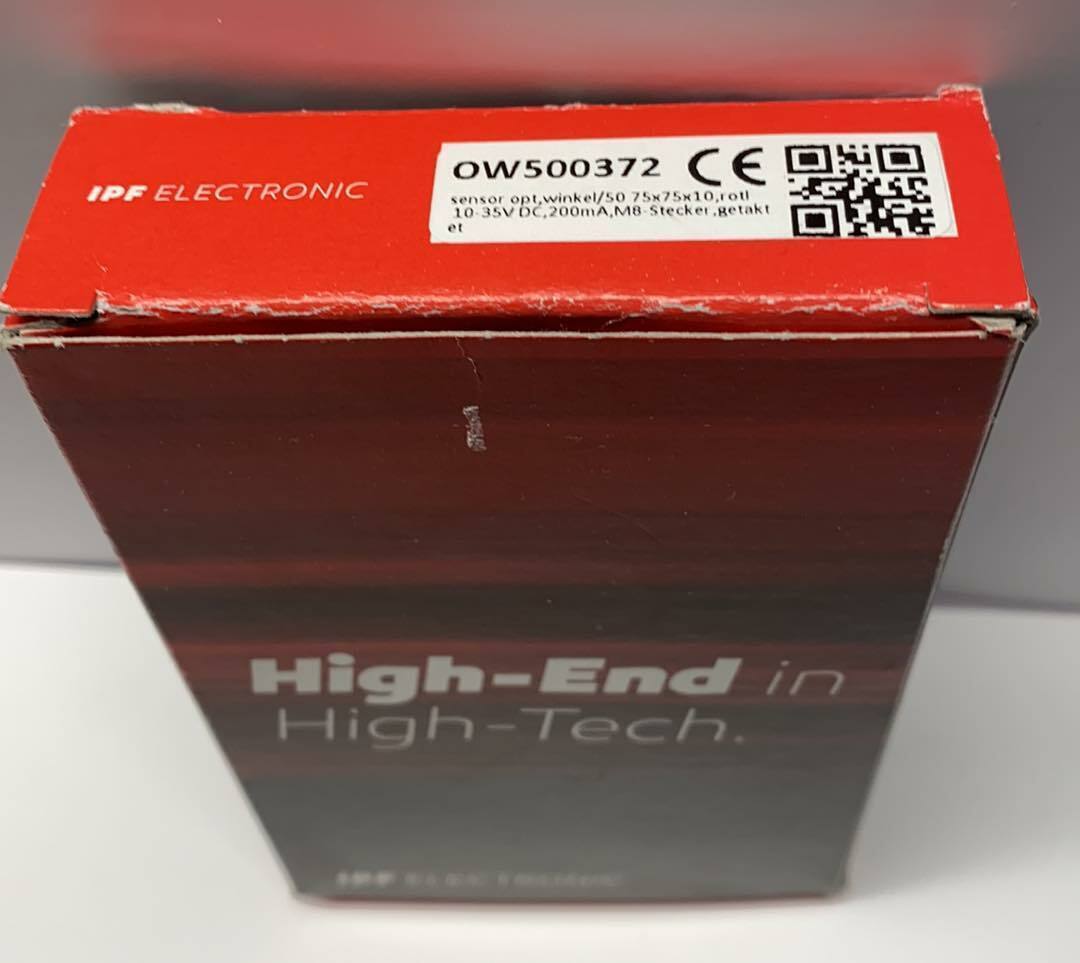 IPF ELECTRONIC
OW500372 CE
sensor opt,winkel/50 75x75x10,rotl
10-35V DC,200mA,M8-Stecker,getakt
et
High-End in
High-Tech.
IPF ELECTRONIC